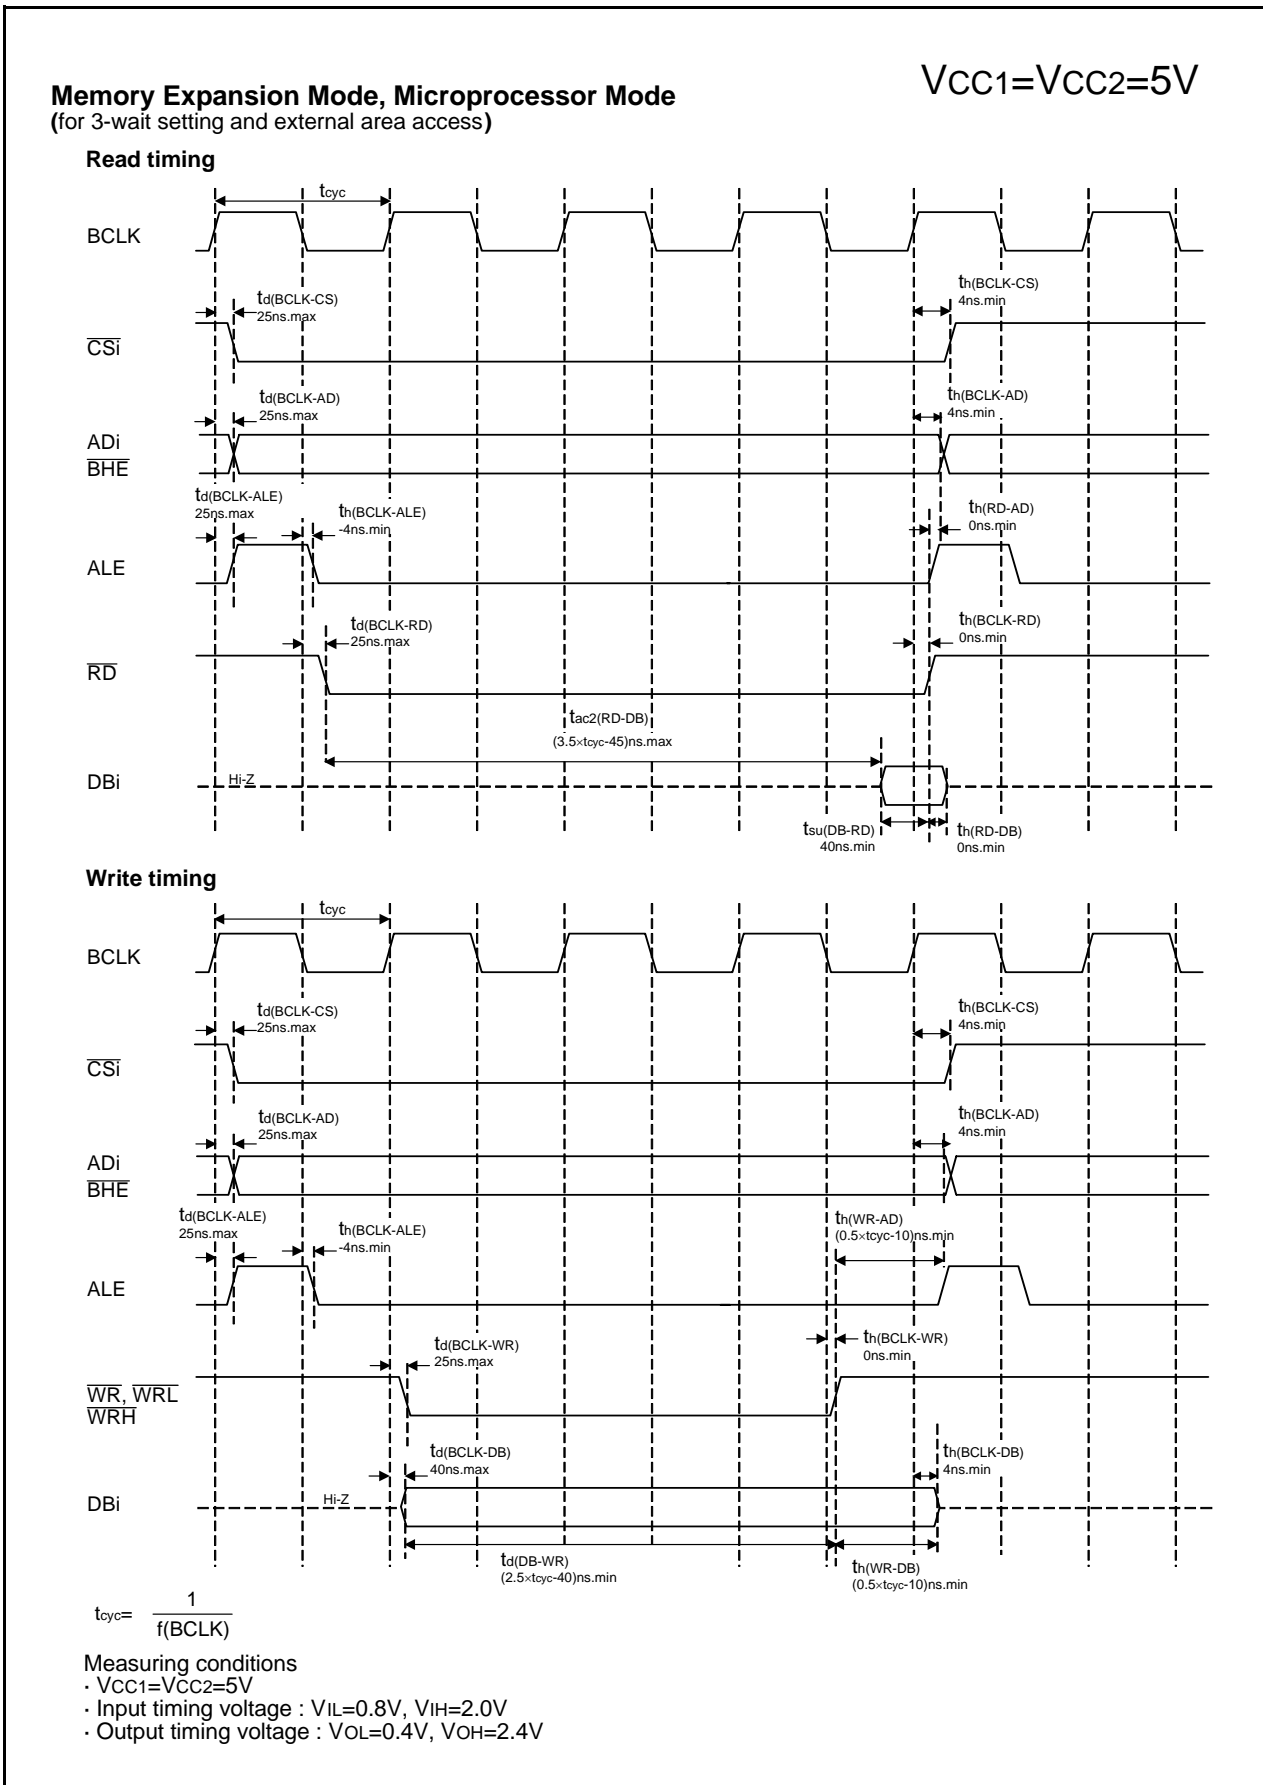 VCC1=VCC2=5V
Memory Expansion Mode, Microprocessor Mode
(for 3-wait setting and external area access)
Read timing
tcyc
BCLK
td(BCLK-CS)
25ns.max
th(BCLK-CS)
4ns.min
CSi
td(BCLK-AD)
25ns.max
th(BCLK-AD)
4ns.min
ADi
BHE
td(BCLK-ALE)
25ns.max
th(BCLK-ALE)
-4ns.min
th(RD-AD)
0ns.min
ALE
td(BCLK-RD)
25ns.max
th(BCLK-RD)
0ns.min
RD
tac2(RD-DB)
(3.5×tcyc-45)ns.max
DBi
Hi-Z
tsu(DB-RD)
40ns.min
th(RD-DB)
0ns.min
Write timing
tcyc
BCLK
td(BCLK-CS)
25ns.max
th(BCLK-CS)
4ns.min
CSi
td(BCLK-AD)
25ns.max
th(BCLK-AD)
4ns.min
ADi
BHE
td(BCLK-ALE)
25ns.max
th(BCLK-ALE)
-4ns.min
th(WR-AD)
(0.5×tcyc-10)ns.min
ALE
td(BCLK-WR)
25ns.max
th(BCLK-WR)
0ns.min
WR, WRL
WRH
td(BCLK-DB)
40ns.max
th(BCLK-DB)
4ns.min
DBi
Hi-Z
td(DB-WR)
(2.5×tcyc-40)ns.min
th(WR-DB)
(0.5×tcyc-10)ns.min
tcyc= 1
f(BCLK)
Measuring conditions
· VCC1=VCC2=5V
· Input timing voltage : VIL=0.8V, VIH=2.0V
· Output timing voltage : VOL=0.4V, VOH=2.4V